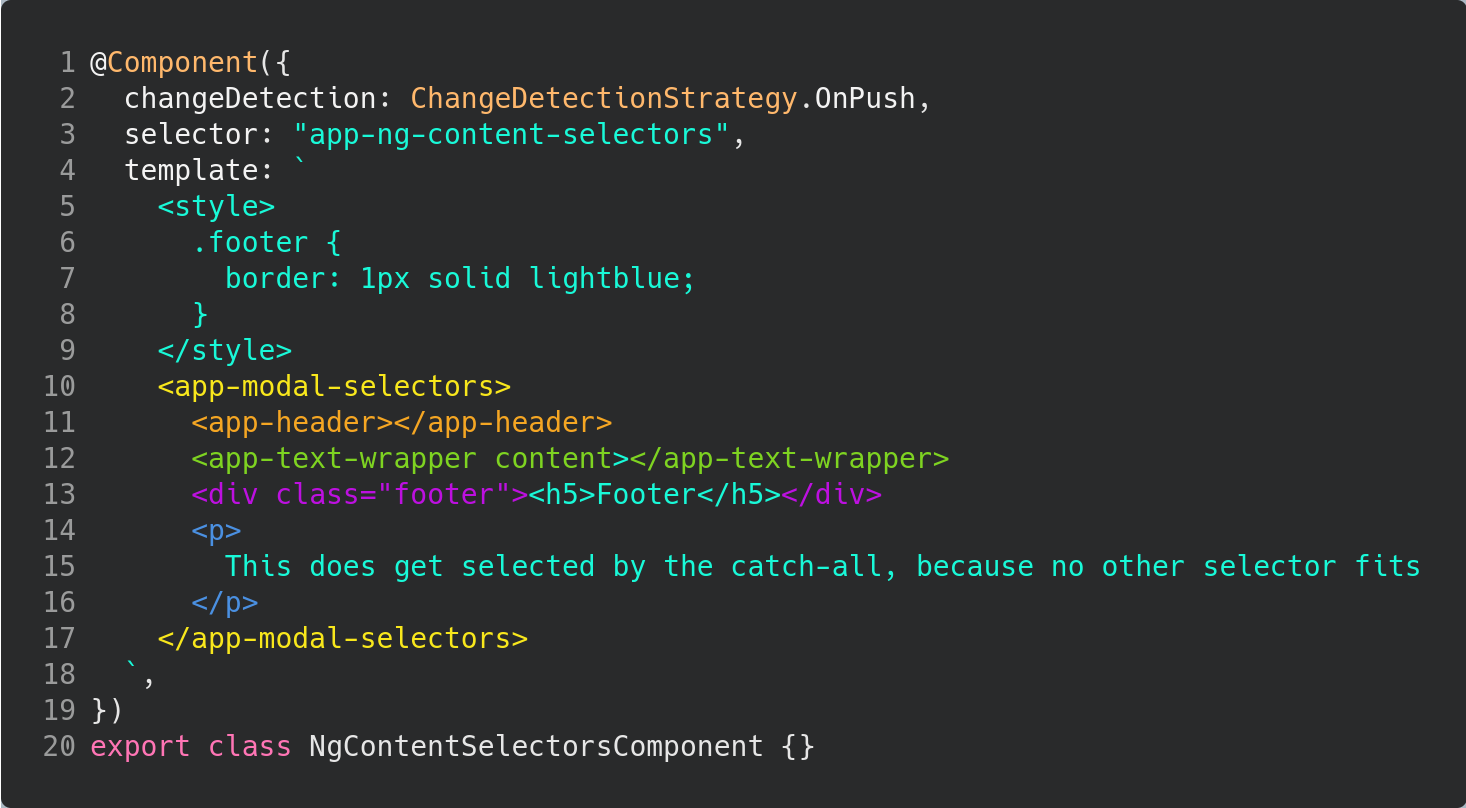 1 @Component({
2   changeDetection: ChangeDetectionStrategy.OnPush,
3   selector: "app-ng-content-selectors",
4   template: `
5     <style>
6       .footer {
7         border: 1px solid lightblue;
8       }
9     </style>
10     <app-modal-selectors>
11       <app-header></app-header>
12       <app-text-wrapper content></app-text-wrapper>
13       <div class="footer"><h5>Footer</h5></div>
14       <p>
15         This does get selected by the catch-all, because no other selector fits
16       </p>
17     </app-modal-selectors>
18   `,
19 })
20 export class NgContentSelectorsComponent {}